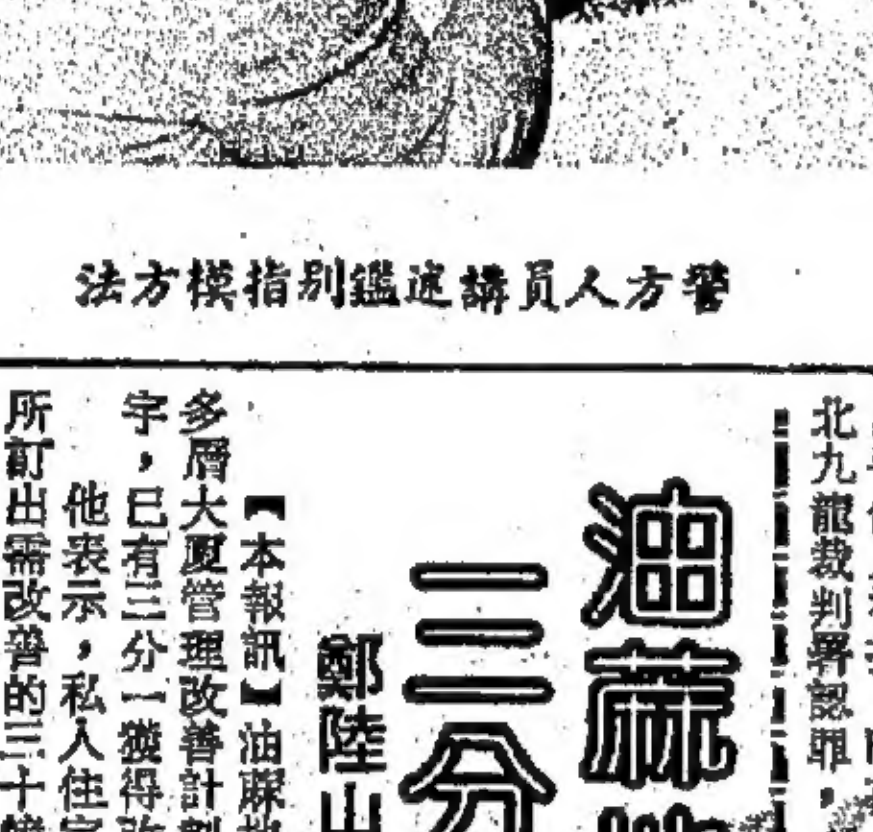 警方人員講述鑑別指模方法
北九龍裁判署認罪，
油蔴
三分
鄭陸山
【本報訊】油蔴地
多層大厦管理改善計劃
字，已有三分一獲得改
他表示，私人住宅
所訂出需改善的三十幢